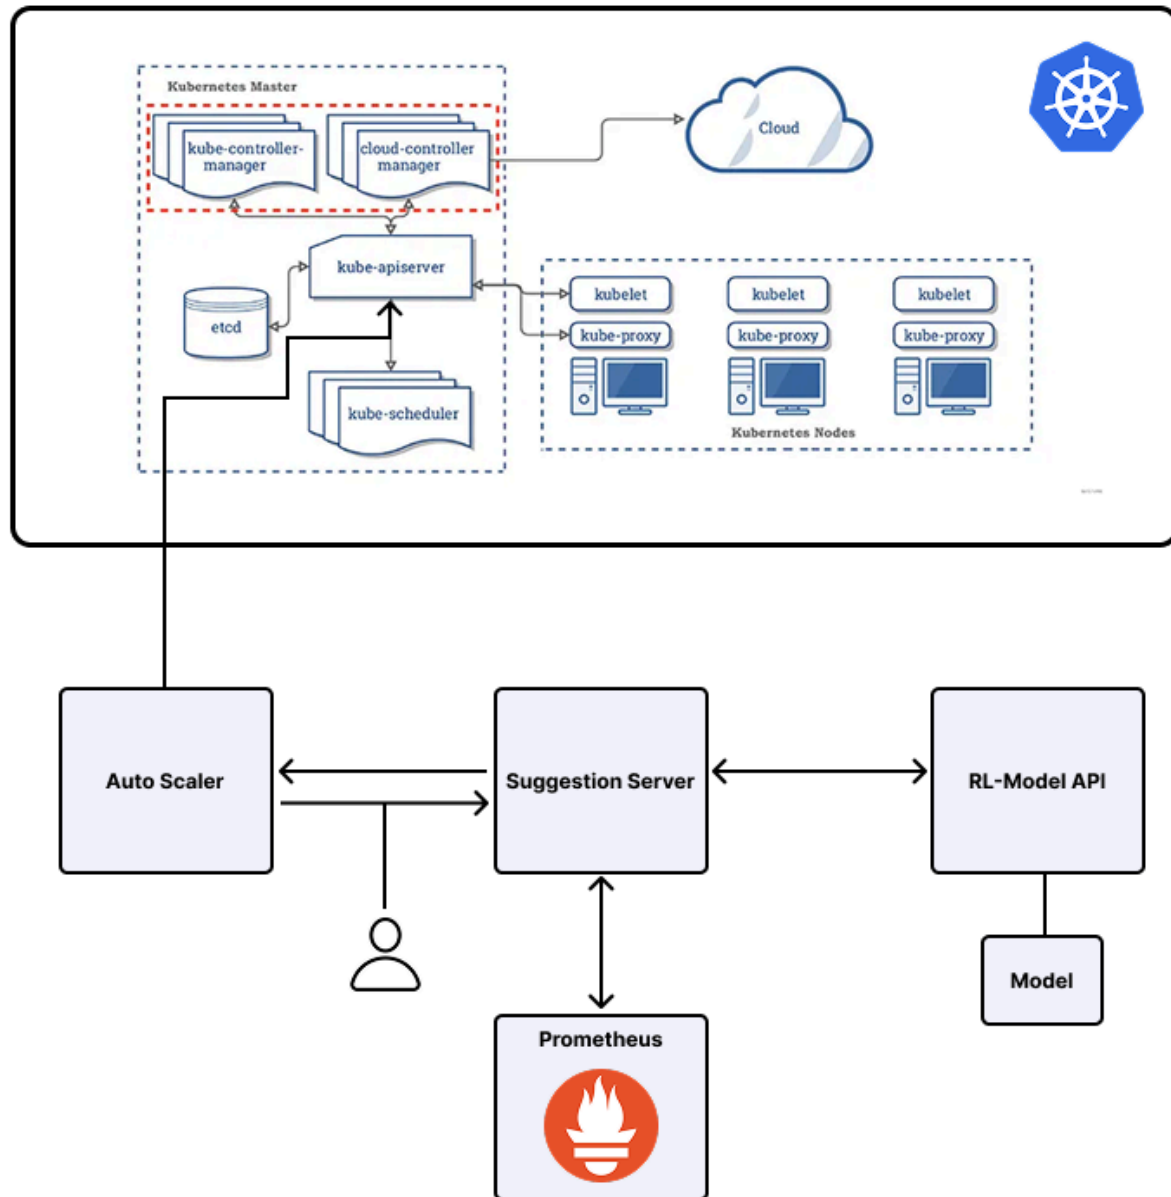 Kubernetes Master
kube-controller-
manager
cloud-controller
manager
Cloud
kube-apiserver
etcd
kube-scheduler
kubelet
kubelet
kubelet
kube-proxy
kube-proxy
kube-proxy
Kubernetes Nodes
Auto Scaler
Suggestion Server
RL-Model API
Model
Prometheus